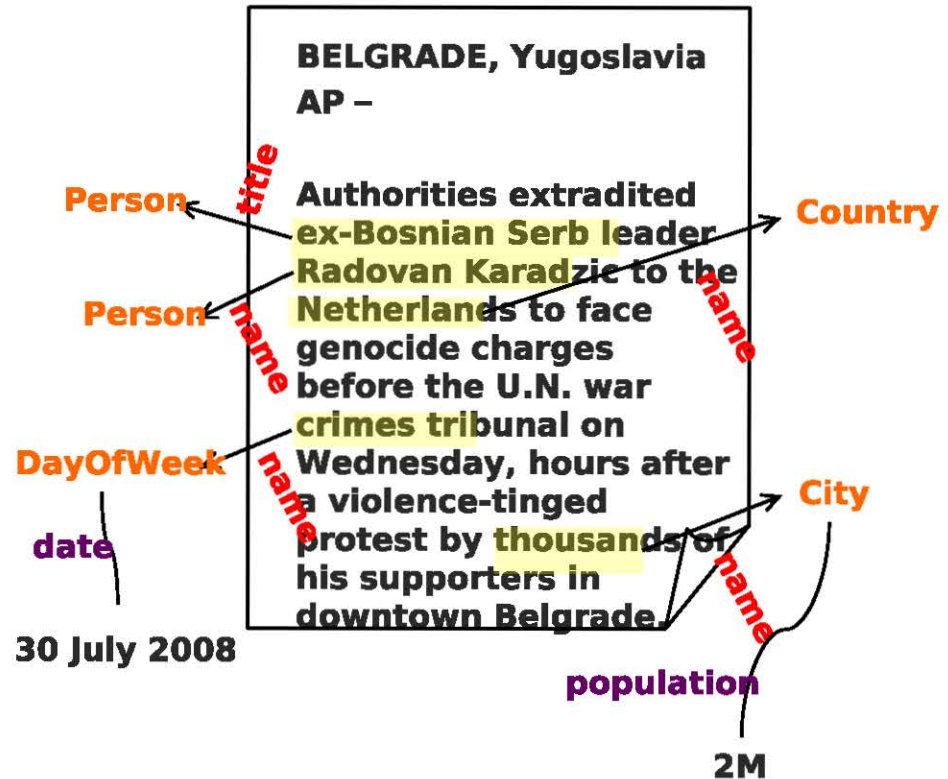 BELGRADE, Yugoslavia
AP –
title
Person
Authorities extradited
Country
ex-Bosnian Serb leader
Radovan Karadzic to the
Person
name
Netherlands to face
name
genocide charges
before the U.N. war
crimes tribunal on
DayOfWeek
name
Wednesday, hours after
City
a violence-tinged
date
protest by thousands of
name
his supporters in
downtown Belgrade.
30 July 2008
population
2M